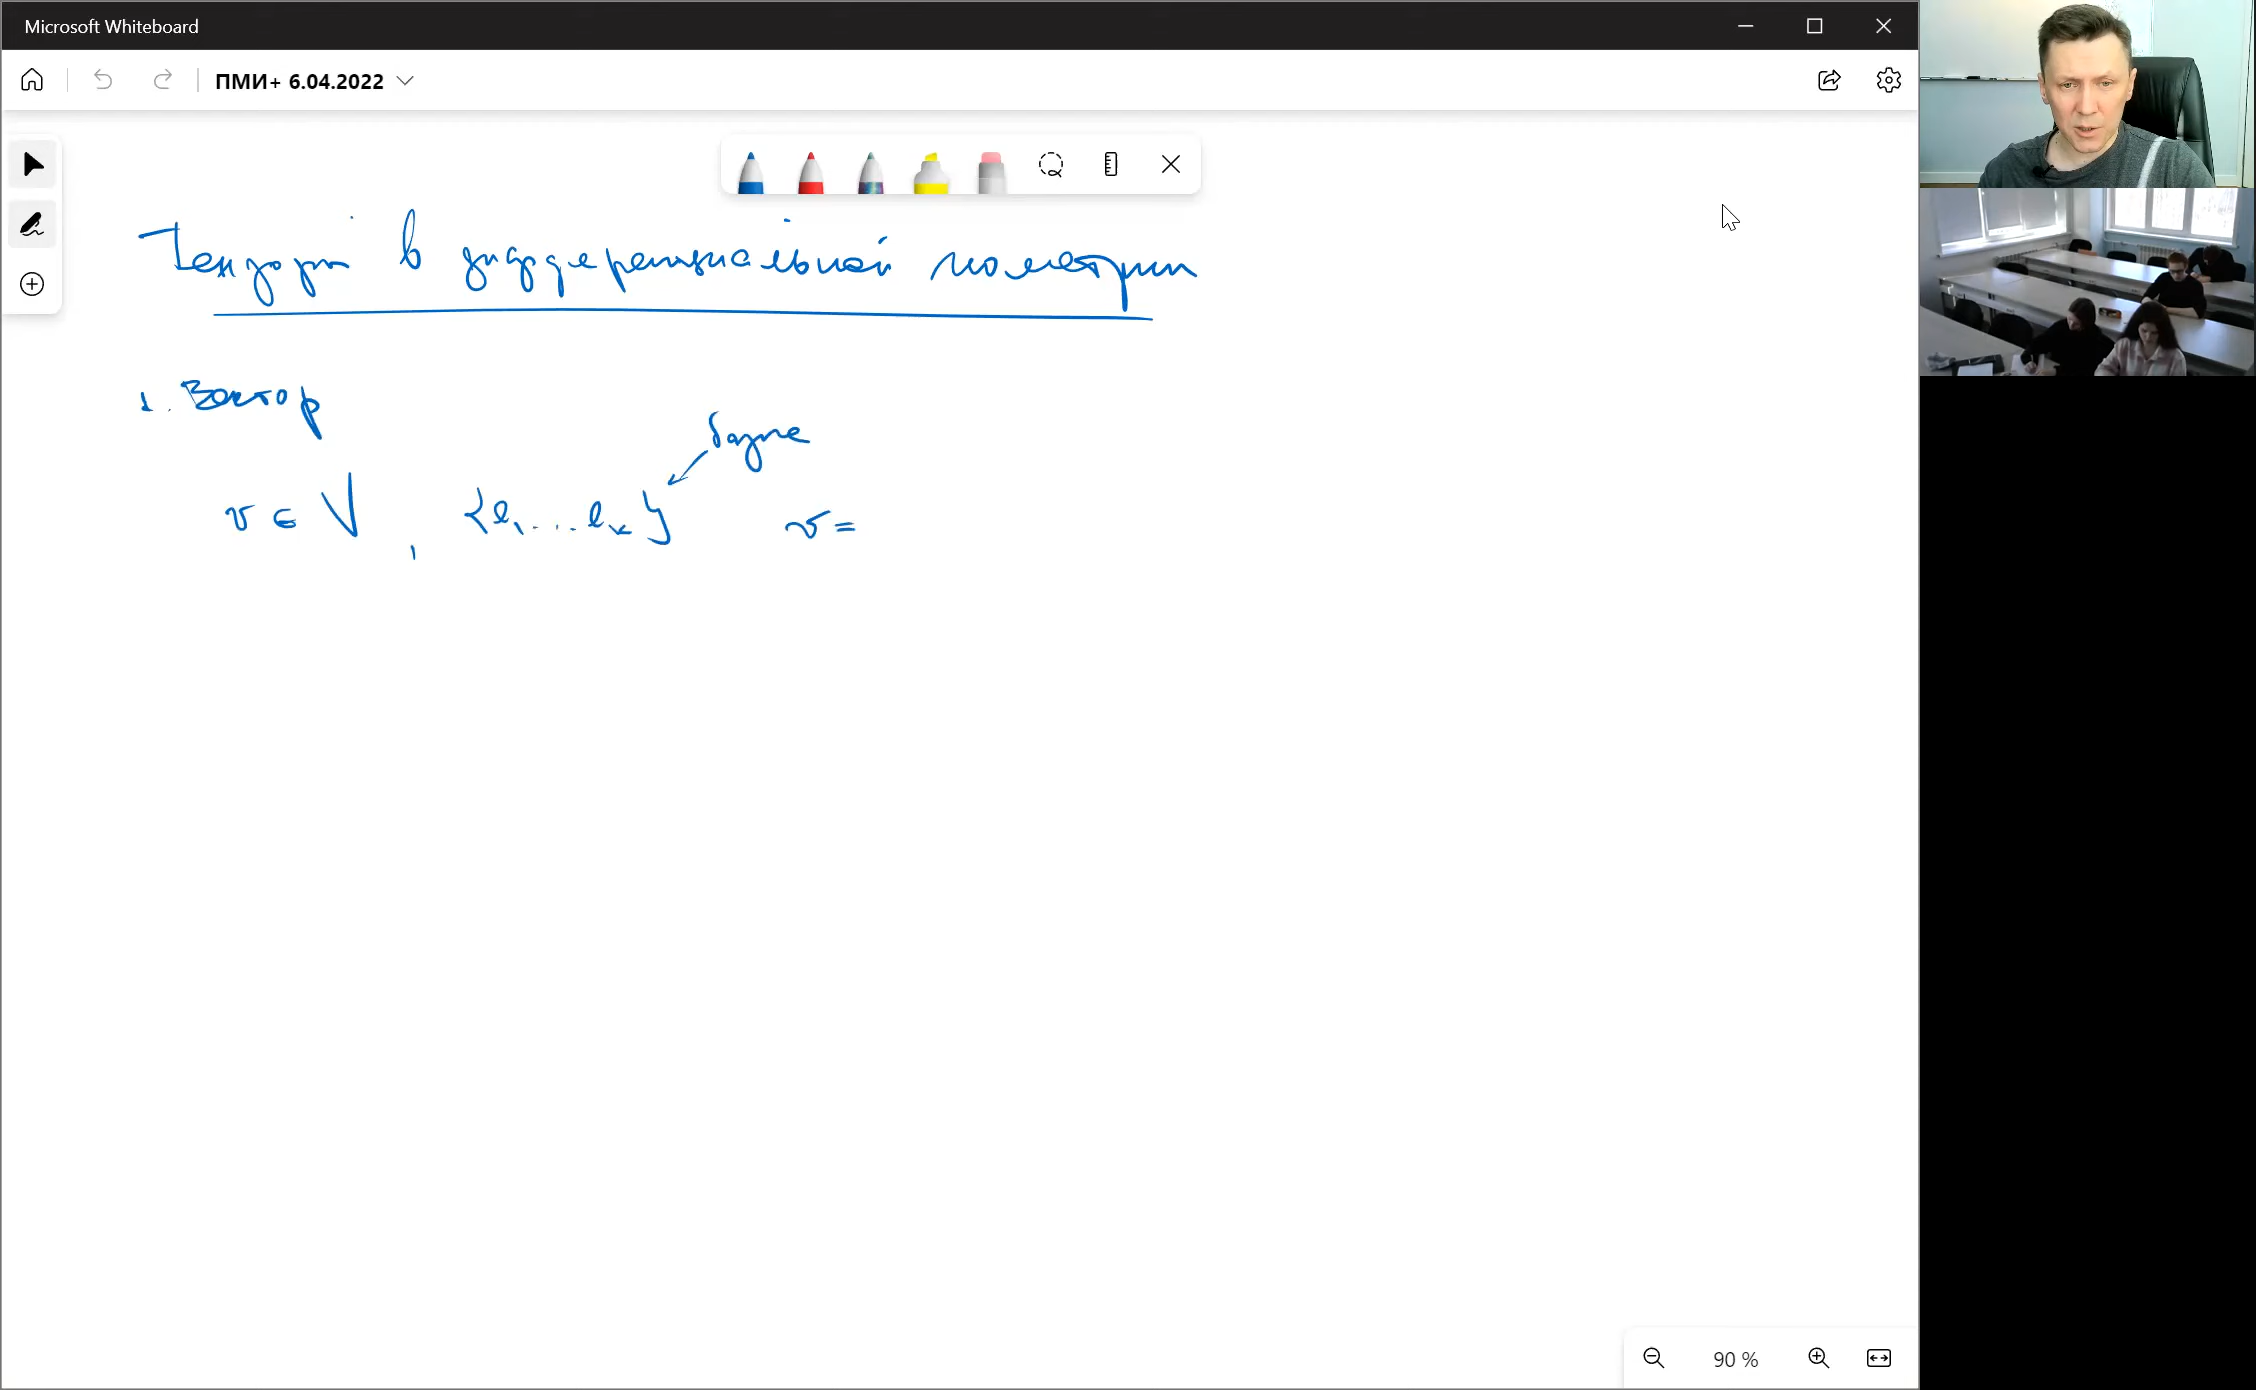 Microsoft Whiteboard
ПМИ+ 6.04.2022
Тензоры в дифференциальной геометрии
1. Вектор
базис
v ∈ V , {e₁....eₖ} v =
90 %